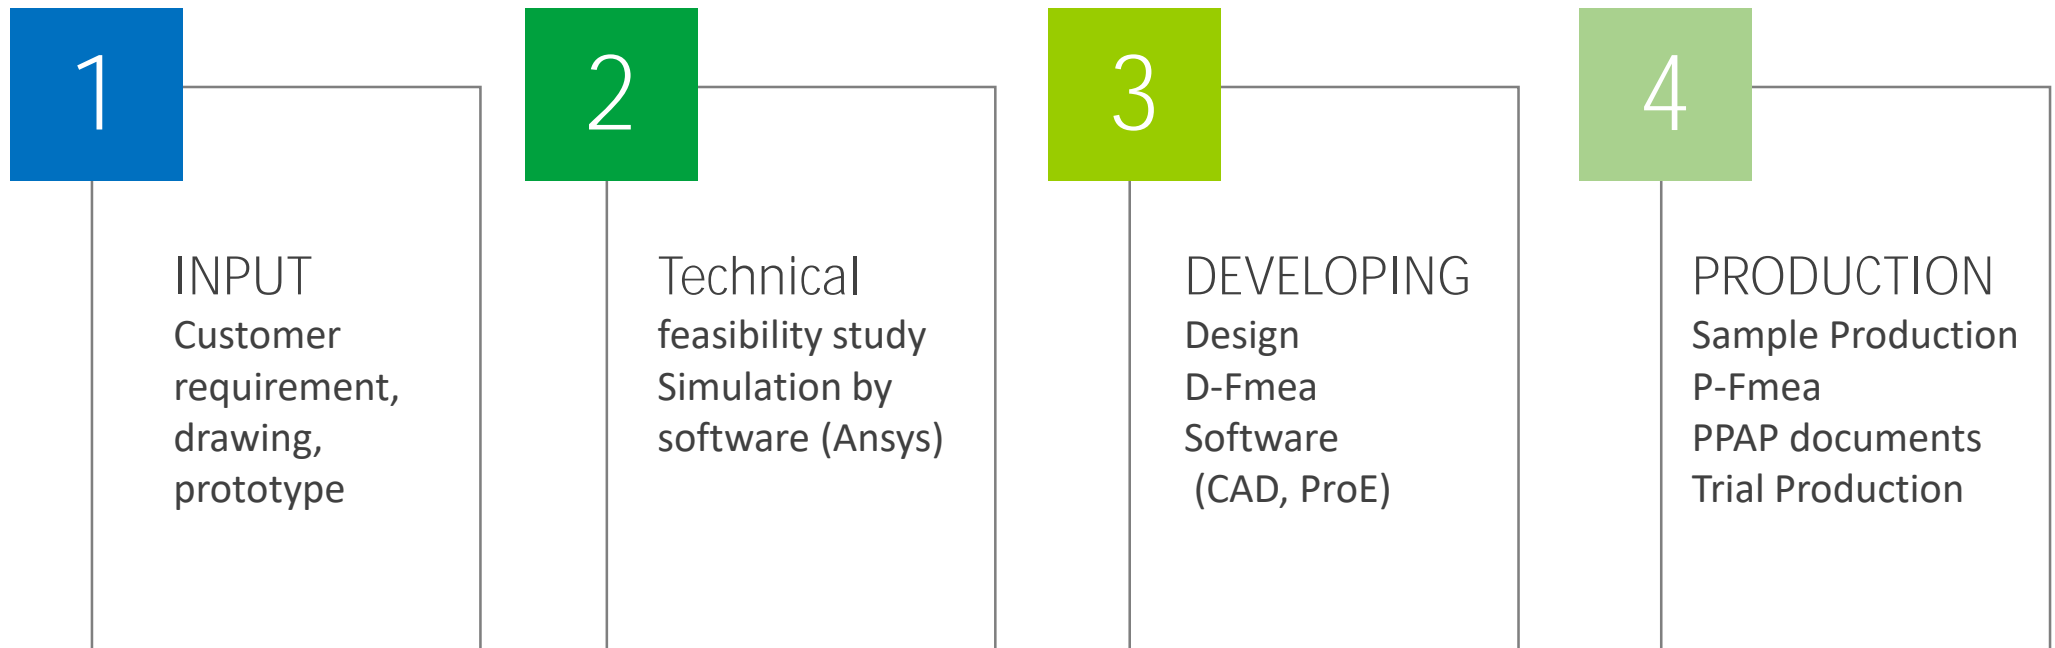 1
INPUT
Customer
requirement,
drawing,
prototype
2
Technical
feasibility study
Simulation by
software (Ansys)
3
DEVELOPING
Design
D-Fmea
Software
(CAD, ProE)
4
PRODUCTION
Sample Production
P-Fmea
PPAP documents
Trial Production